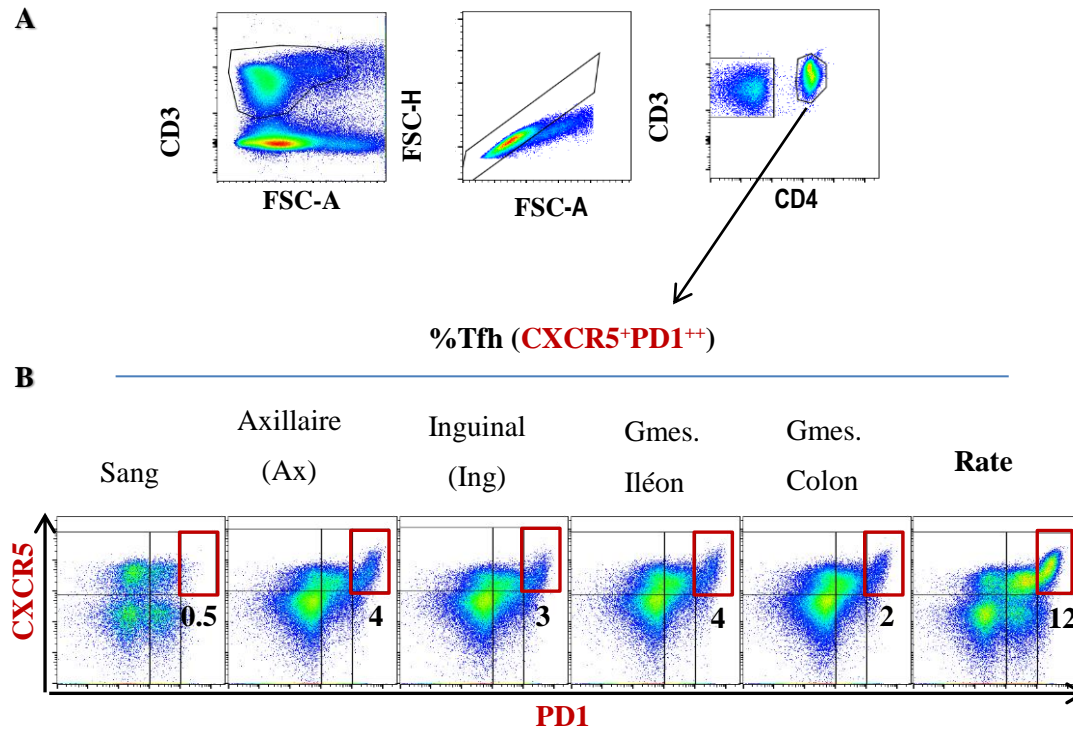 A
CD3
FSC-A
FSC-H
FSC-A
CD3
CD4
%Tfh (CXCR5⁺PD1⁺⁺)
B
Sang
Axillaire
(Ax)
Inguinal
(Ing)
Gmes.
Iléon
Gmes.
Colon
Rate
CXCR5
0.5
4
3
4
2
12
PD1